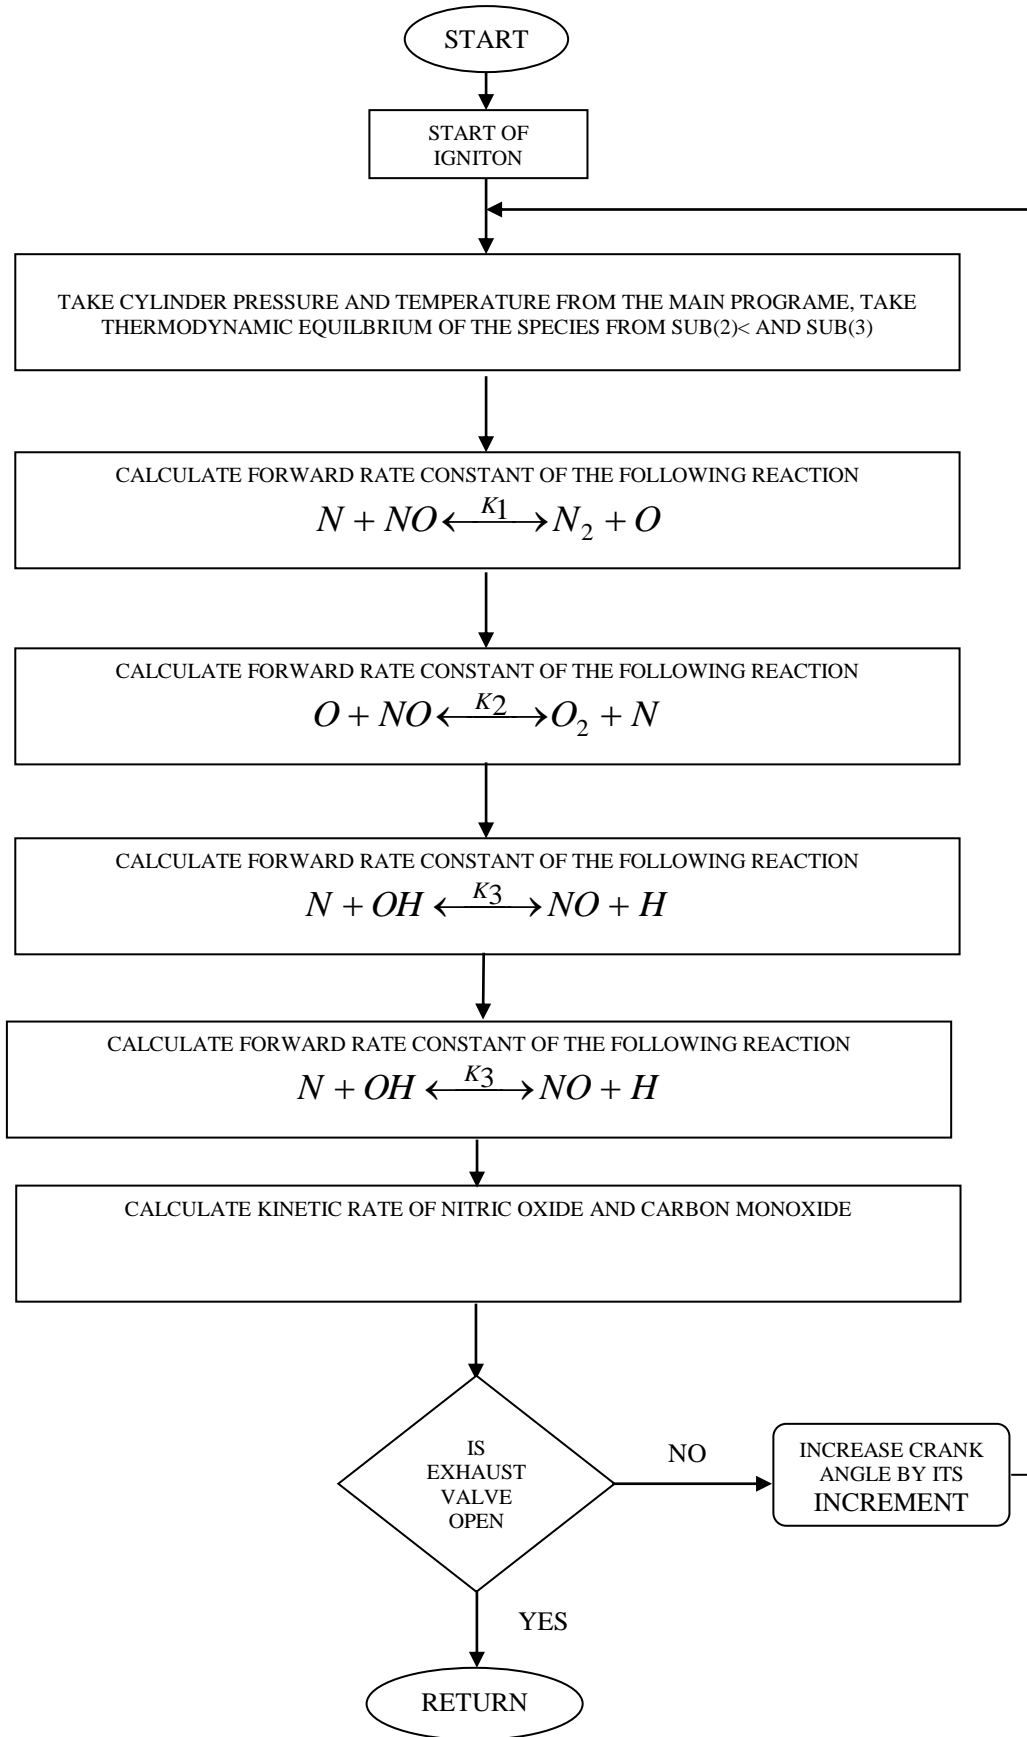 START
START OF
IGNITON
TAKE CYLINDER PRESSURE AND TEMPERATURE FROM THE MAIN PROGRAME, TAKE
THERMODYNAMIC EQUILBRIUM OF THE SPECIES FROM SUB(2)< AND SUB(3)
CALCULATE FORWARD RATE CONSTANT OF THE FOLLOWING REACTION
N + NO ←K1→ N₂ + O
CALCULATE FORWARD RATE CONSTANT OF THE FOLLOWING REACTION
O + NO ←K2→ O₂ + N
CALCULATE FORWARD RATE CONSTANT OF THE FOLLOWING REACTION
N + OH ←K3→ NO + H
CALCULATE FORWARD RATE CONSTANT OF THE FOLLOWING REACTION
N + OH ←K3→ NO + H
CALCULATE KINETIC RATE OF NITRIC OXIDE AND CARBON MONOXIDE
IS
EXHAUST
VALVE
OPEN
NO
INCREASE CRANK
ANGLE BY ITS
INCREMENT
YES
RETURN